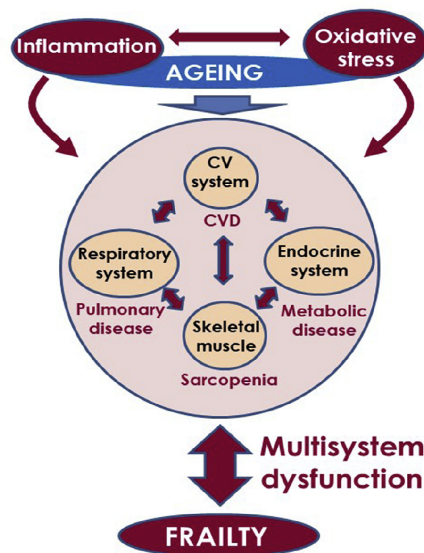 Inflammation
Oxidative
stress
AGEING
CV
system
CVD
Respiratory
system
Endocrine
system
Pulmonary
disease
Metabolic
disease
Skeletal
muscle
Sarcopenia
Multisystem
dysfunction
FRAILTY